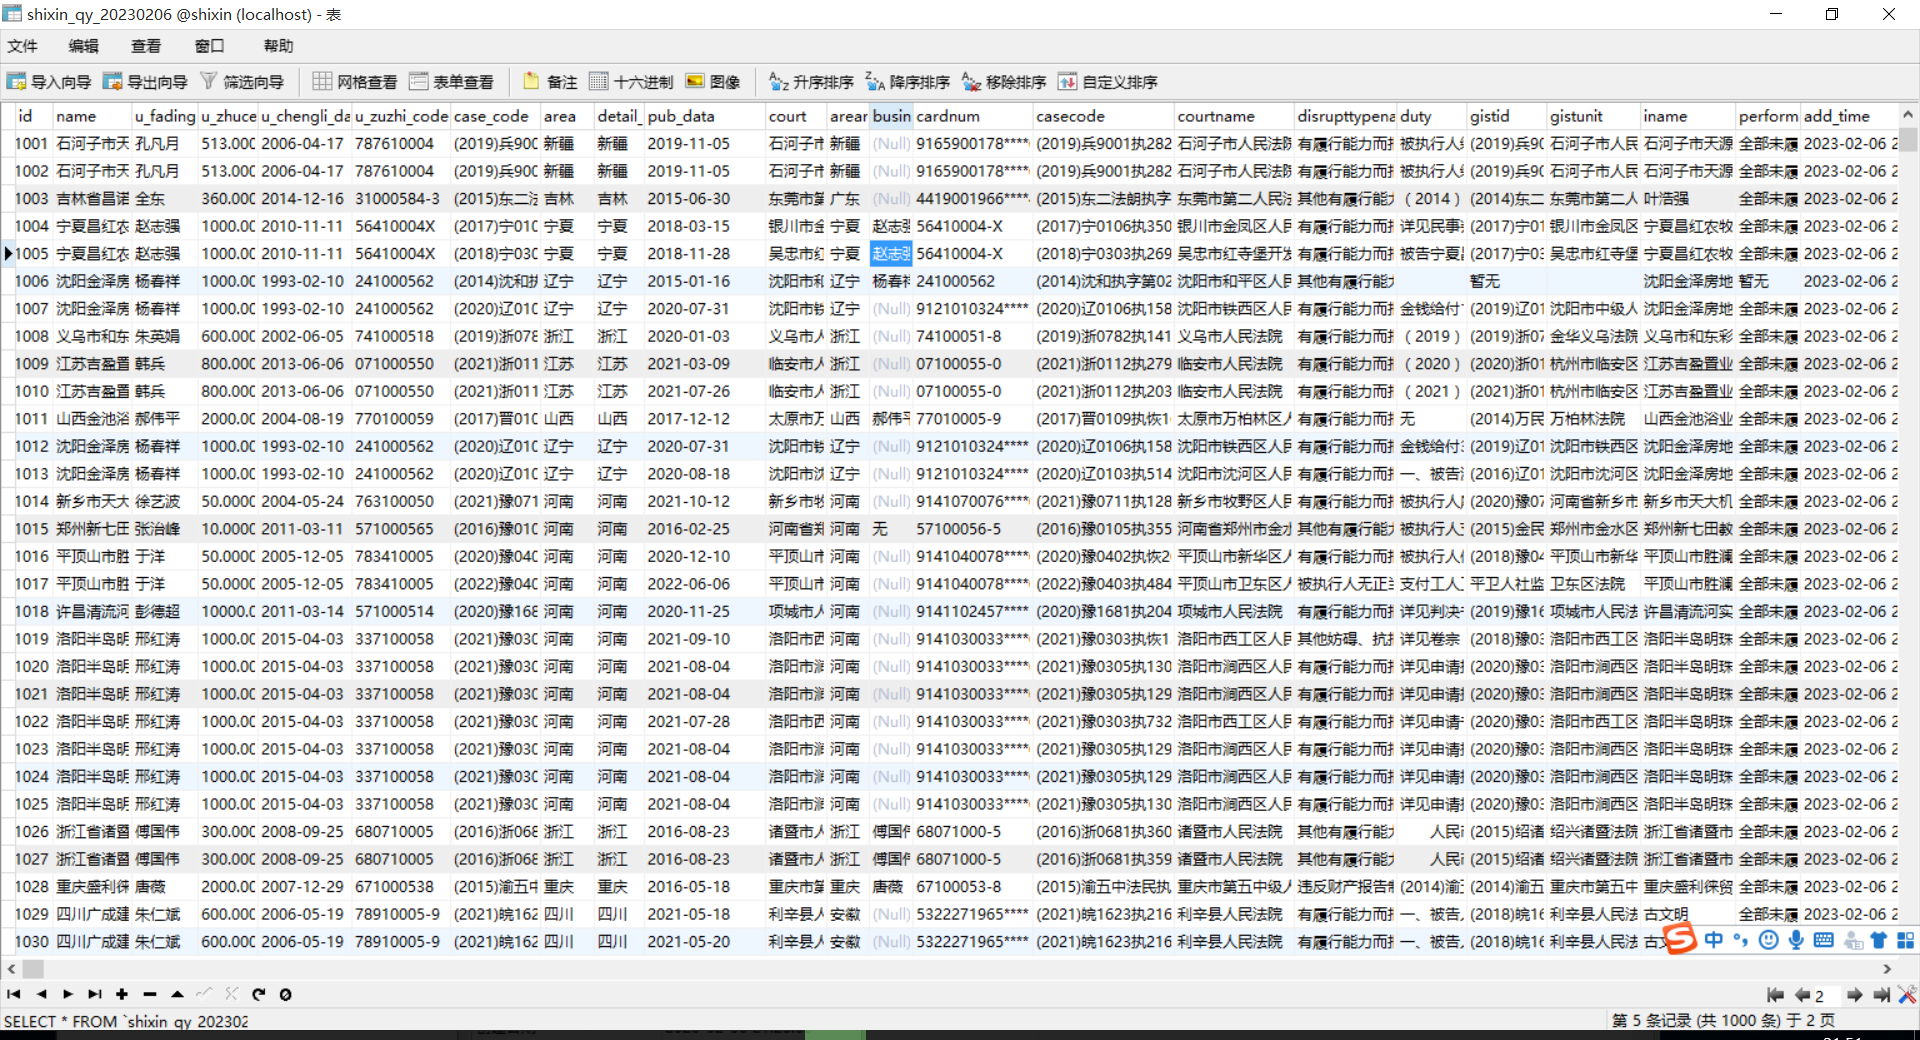 shixin_qy_20230206 @shixin (localhost) - 表
文件 编辑 查看 窗口 帮助
导入向导 导出向导 筛选向导 网格查看 表单查看 备注 十六进制 图像 升序排序 降序排序 移除排序 自定义排序
id name u_fading u_zhuce u_chengli_da u_zuzhi_code case_code area detail_ pub_data court arear busin cardnum casecode courtname disrupttypena duty gistid gistunit iname perform add_time
1001 石河子市天 孔凡月 513.000 2006-04-17 787610004 (2019)兵900 新疆 新疆 2019-11-05 石河子市 新疆 (Null) 9165900178**** (2019)兵9001执282 石河子市人民法院 有履行能力而拒 被执行人 (2019)兵90 石河子市人民 石河子市天源 全部未履 2023-02-06 2
1002 石河子市天 孔凡月 513.000 2006-04-17 787610004 (2019)兵900 新疆 新疆 2019-11-05 石河子市 新疆 (Null) 9165900178**** (2019)兵9001执282 石河子市人民法院 有履行能力而拒 被执行人 (2019)兵90 石河子市人民 石河子市天源 全部未履 2023-02-06 2
1003 吉林省昌诺 全东 360.000 2014-12-16 31000584-3 (2015)东二法 吉林 吉林 2015-06-30 东莞市第 广东 (Null) 4419001966**** (2015)东二法朗执字 东莞市第二人民法 其他有履行能力 （2014） (2014)东二 东莞市第二人 叶浩强 全部未履 2023-02-06 2
1004 宁夏昌红农 赵志强 1000.00 2010-11-11 56410004X (2017)宁010 宁夏 宁夏 2018-03-15 银川市金 宁夏 赵志强 56410004-X (2017)宁0106执350 银川市金凤区人民 有履行能力而拒 详见民事 (2017)宁01 银川市金凤区 宁夏昌红农牧 全部未履 2023-02-06 2
1005 宁夏昌红农 赵志强 1000.00 2010-11-11 56410004X (2018)宁030 宁夏 宁夏 2018-11-28 吴忠市红 宁夏 赵志强 56410004-X (2018)宁0303执269 吴忠市红寺堡开发 有履行能力而拒 被告宁夏 (2017)宁03 吴忠市红寺堡 宁夏昌红农牧 全部未履 2023-02-06 2
1006 沈阳金泽房 杨春祥 1000.00 1993-02-10 241000562 (2014)沈和执 辽宁 辽宁 2015-01-16 沈阳市和 辽宁 杨春祥 241000562 (2014)沈和执字第02 沈阳市和平区人民 其他有履行能力 暂无 沈阳金泽房地 暂无 2023-02-06 2
1007 沈阳金泽房 杨春祥 1000.00 1993-02-10 241000562 (2020)辽010 辽宁 辽宁 2020-07-31 沈阳市铁 辽宁 (Null) 9121010324**** (2020)辽0106执158 沈阳市铁西区人民 有履行能力而拒 金钱给付 (2019)辽01 沈阳市中级人 沈阳金泽房地 全部未履 2023-02-06 2
1008 义乌市和东 朱英娟 600.000 2002-06-05 741000518 (2019)浙078 浙江 浙江 2020-01-03 义乌市人 浙江 (Null) 74100051-8 (2019)浙0782执141 义乌市人民法院 有履行能力而拒 （2019） (2019)浙07 金华义乌法院 义乌市和东彩 全部未履 2023-02-06 2
1009 江苏吉盈置 韩兵 800.000 2013-06-06 071000550 (2021)浙011 江苏 江苏 2021-03-09 临安市人 浙江 (Null) 07100055-0 (2021)浙0112执279 临安市人民法院 有履行能力而拒 （2020） (2020)浙01 杭州市临安区 江苏吉盈置业 全部未履 2023-02-06 2
1010 江苏吉盈置 韩兵 800.000 2013-06-06 071000550 (2021)浙011 江苏 江苏 2021-07-26 临安市人 浙江 (Null) 07100055-0 (2021)浙0112执203 临安市人民法院 有履行能力而拒 （2021） (2021)浙01 杭州市临安区 江苏吉盈置业 全部未履 2023-02-06 2
1011 山西金池浴 郝伟平 2000.00 2004-08-19 770100059 (2017)晋010 山西 山西 2017-12-12 太原市万 山西 郝伟平 77010005-9 (2017)晋0109执恢1 太原市万柏林区人 有履行能力而拒 无 (2014)万民 万柏林法院 山西金池浴业 全部未履 2023-02-06 2
1012 沈阳金泽房 杨春祥 1000.00 1993-02-10 241000562 (2020)辽010 辽宁 辽宁 2020-07-31 沈阳市铁 辽宁 (Null) 9121010324**** (2020)辽0106执158 沈阳市铁西区人民 有履行能力而拒 金钱给付3 (2019)辽01 沈阳市铁西区 沈阳金泽房地 全部未履 2023-02-06 2
1013 沈阳金泽房 杨春祥 1000.00 1993-02-10 241000562 (2020)辽010 辽宁 辽宁 2020-08-18 沈阳市沈 辽宁 (Null) 9121010324**** (2020)辽0103执514 沈阳市沈河区人民 有履行能力而拒 一、被告 (2016)辽01 沈阳市沈河区 沈阳金泽房地 全部未履 2023-02-06 2
1014 新乡市天大 徐艺波 50.0000 2004-05-24 763100050 (2021)豫071 河南 河南 2021-10-12 新乡市牧 河南 (Null) 9141070076**** (2021)豫0711执128 新乡市牧野区人民 有履行能力而拒 被执行人 (2020)豫07 河南省新乡市 新乡市天大机 全部未履 2023-02-06 2
1015 郑州新七田 张治峰 10.0000 2011-03-11 571000565 (2016)豫010 河南 河南 2016-02-25 河南省郑 河南 无 57100056-5 (2016)豫0105执355 河南省郑州市金水 其他有履行能力 被执行人 (2015)金民 郑州市金水区 郑州新七田教 全部未履 2023-02-06 2
1016 平顶山市胜 于洋 50.0000 2005-12-05 783410005 (2020)豫040 河南 河南 2020-12-10 平顶山市 河南 (Null) 9141040078**** (2020)豫0402执恢2 平顶山市新华区人 有履行能力而拒 被执行人 (2018)豫04 平顶山市新华 平顶山市胜澜 全部未履 2023-02-06 2
1017 平顶山市胜 于洋 50.0000 2005-12-05 783410005 (2022)豫040 河南 河南 2022-06-06 平顶山市 河南 (Null) 9141040078**** (2022)豫0403执484 平顶山市卫东区人 被执行人无正当 支付工人 平卫人社监 卫东区法院 平顶山市胜澜 全部未履 2023-02-06 2
1018 许昌清流河 彭德超 10000.0 2011-03-14 571000514 (2020)豫168 河南 河南 2020-11-25 项城市人 河南 (Null) 9141102457**** (2020)豫1681执204 项城市人民法院 有履行能力而拒 详见判决 (2019)豫16 项城市人民法 许昌清流河实 全部未履 2023-02-06 2
1019 洛阳半岛明 邢红涛 1000.00 2015-04-03 337100058 (2021)豫030 河南 河南 2021-09-10 洛阳市西 河南 (Null) 9141030033**** (2021)豫0303执恢1 洛阳市西工区人民 其他妨碍、抗拒 详见卷宗 (2018)豫03 洛阳市西工区 洛阳半岛明珠 全部未履 2023-02-06 2
1020 洛阳半岛明 邢红涛 1000.00 2015-04-03 337100058 (2021)豫030 河南 河南 2021-08-04 洛阳市涧 河南 (Null) 9141030033**** (2021)豫0305执130 洛阳市涧西区人民 有履行能力而拒 详见申请 (2020)豫03 洛阳市涧西区 洛阳半岛明珠 全部未履 2023-02-06 2
1021 洛阳半岛明 邢红涛 1000.00 2015-04-03 337100058 (2021)豫030 河南 河南 2021-08-04 洛阳市涧 河南 (Null) 9141030033**** (2021)豫0305执129 洛阳市涧西区人民 有履行能力而拒 详见申请 (2020)豫03 洛阳市涧西区 洛阳半岛明珠 全部未履 2023-02-06 2
1022 洛阳半岛明 邢红涛 1000.00 2015-04-03 337100058 (2021)豫030 河南 河南 2021-07-28 洛阳市西 河南 (Null) 9141030033**** (2021)豫0303执732 洛阳市西工区人民 有履行能力而拒 详见申请 (2020)豫03 洛阳市西工区 洛阳半岛明珠 全部未履 2023-02-06 2
1023 洛阳半岛明 邢红涛 1000.00 2015-04-03 337100058 (2021)豫030 河南 河南 2021-08-04 洛阳市涧 河南 (Null) 9141030033**** (2021)豫0305执129 洛阳市涧西区人民 有履行能力而拒 详见申请 (2020)豫03 洛阳市涧西区 洛阳半岛明珠 全部未履 2023-02-06 2
1024 洛阳半岛明 邢红涛 1000.00 2015-04-03 337100058 (2021)豫030 河南 河南 2021-08-04 洛阳市涧 河南 (Null) 9141030033**** (2021)豫0305执129 洛阳市涧西区人民 有履行能力而拒 详见申请 (2020)豫03 洛阳市涧西区 洛阳半岛明珠 全部未履 2023-02-06 2
1025 洛阳半岛明 邢红涛 1000.00 2015-04-03 337100058 (2021)豫030 河南 河南 2021-08-04 洛阳市涧 河南 (Null) 9141030033**** (2021)豫0305执130 洛阳市涧西区人民 有履行能力而拒 详见申请 (2020)豫03 洛阳市涧西区 洛阳半岛明珠 全部未履 2023-02-06 2
1026 浙江省诸暨 傅国伟 300.000 2008-09-25 680710005 (2016)浙068 浙江 浙江 2016-08-23 诸暨市人 浙江 傅国伟 68071000-5 (2016)浙0681执360 诸暨市人民法院 其他有履行能力 人民 (2015)绍诸 绍兴诸暨法院 浙江省诸暨市 全部未履 2023-02-06 2
1027 浙江省诸暨 傅国伟 300.000 2008-09-25 680710005 (2016)浙068 浙江 浙江 2016-08-23 诸暨市人 浙江 傅国伟 68071000-5 (2016)浙0681执359 诸暨市人民法院 其他有履行能力 人民 (2015)绍诸 绍兴诸暨法院 浙江省诸暨市 全部未履 2023-02-06 2
1028 重庆盛利徕 唐薇 2000.00 2007-12-29 671000538 (2015)渝五中 重庆 重庆 2016-05-18 重庆市第 重庆 唐薇 67100053-8 (2015)渝五中法民执 重庆市第五中级人 违反财产报告制 (2014)渝 (2014)渝五 重庆市第五中 重庆盛利徕贸 全部未履 2023-02-06 2
1029 四川广成建 朱仁斌 600.000 2006-05-19 78910005-9 (2021)皖162 四川 四川 2021-05-18 利辛县人 安徽 (Null) 5322271965**** (2021)皖1623执216 利辛县人民法院 有履行能力而拒 一、被告 (2018)皖16 利辛县人民法 古文明 全部未履 2023-02-06 2
1030 四川广成建 朱仁斌 600.000 2006-05-19 78910005-9 (2021)皖162 四川 四川 2021-05-20 利辛县人 安徽 (Null) 5322271965**** (2021)皖1623执216 利辛县人民法院 有履行能力而拒 一、被告 (2018)皖16 利辛县人民法 古文
中
2
SELECT * FROM `shixin_qy_202302
第 5 条记录 (共 1000 条) 于 2 页